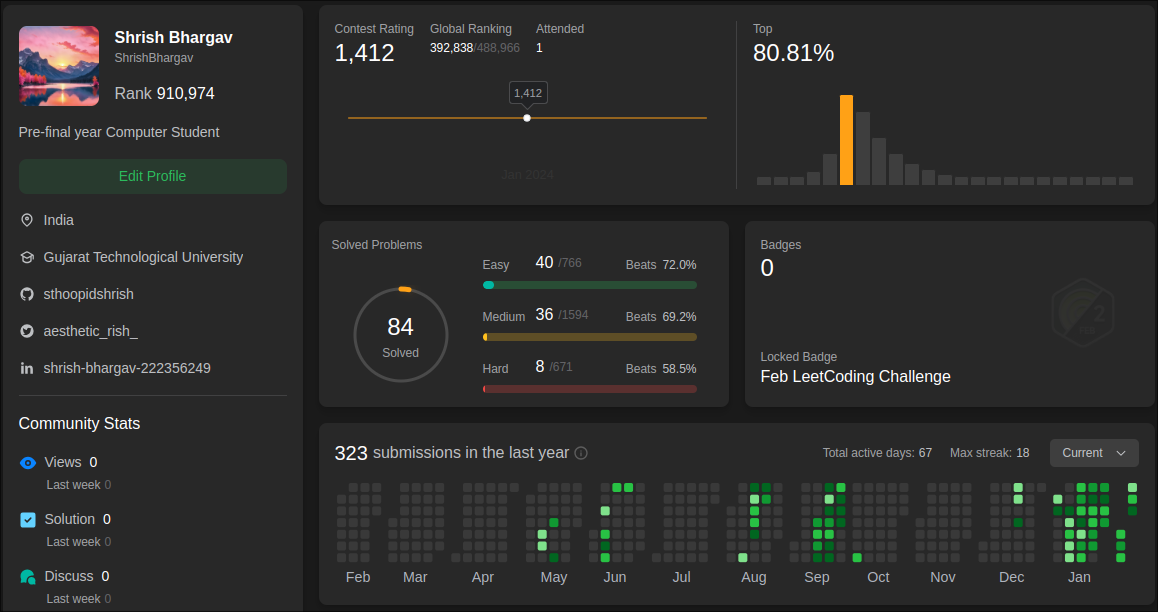 Shrish Bhargav
ShrishBhargav
Rank 910,974
Pre-final year Computer Student
Edit Profile
India
Gujarat Technological University
sthoopidshrish
aesthetic_rish_
shrish-bhargav-222356249
Community Stats
Views 0
Last week 0
Solution 0
Last week 0
Discuss 0
Last week 0
Contest Rating Global Ranking Attended
1,412 392,838/488,966 1
1,412
Jan 2024
Top
80.81%
Solved Problems
84
Solved
Easy 40 /766 Beats 72.0%
Medium 36 /1594 Beats 69.2%
Hard 8 /671 Beats 58.5%
Badges
0
2
FEB
Locked Badge
Feb LeetCoding Challenge
323 submissions in the last year Total active days: 67 Max streak: 18 Current
Feb Mar Apr May Jun Jul Aug Sep Oct Nov Dec Jan